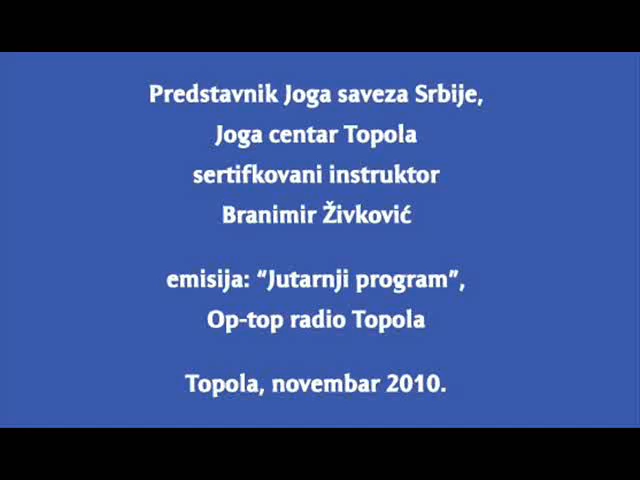 Predstavnik Joga saveza Srbije,
Joga centar Topola
sertifkovani instruktor
Branimir Živković
emisija: “Jutarnji program”,
Op-top radio Topola
Topola, novembar 2010.